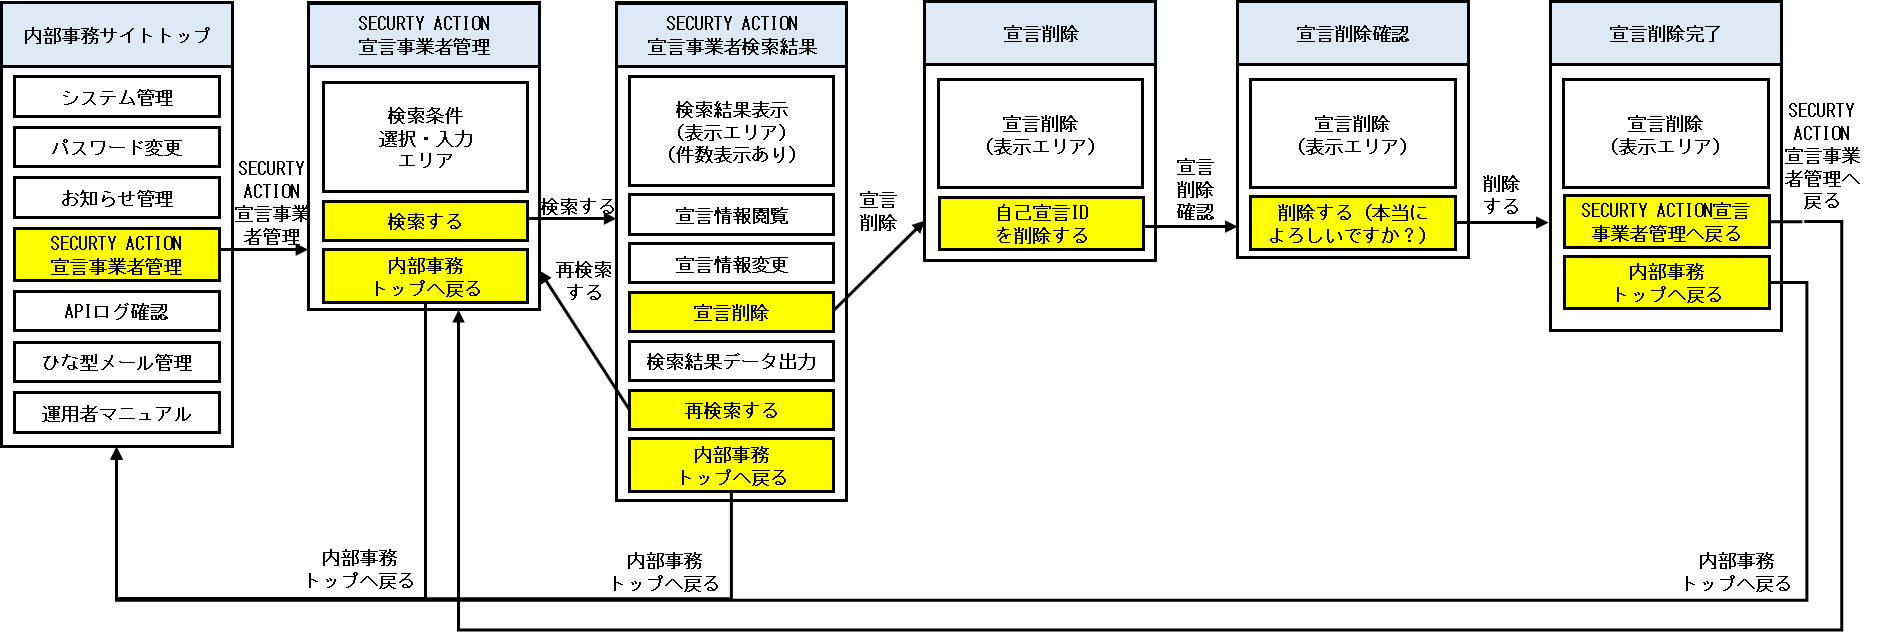 内部事務サイトトップ
システム管理
パスワード変更
お知らせ管理
SECURTY ACTION
宣言事業者管理
APIログ確認
ひな型メール管理
運用者マニュアル
SECURTY
ACTION
宣言事業
者管理
SECURTY ACTION
宣言事業者管理
検索条件
選択・入力
エリア
検索する
内部事務
トップへ戻る
検索する
再検索
する
SECURTY ACTION
宣言事業者検索結果
検索結果表示
（表示エリア）
（件数表示あり）
宣言情報閲覧
宣言情報変更
宣言削除
検索結果データ出力
再検索する
内部事務
トップへ戻る
宣言
削除
宣言削除
宣言削除
（表示エリア）
自己宣言ID
を削除する
宣言
削除
確認
宣言削除確認
宣言削除
（表示エリア）
削除する（本当に
よろしいですか？）
削除
する
宣言削除完了
宣言削除
（表示エリア）
SECURTY ACTION宣言
事業者管理へ戻る
内部事務
トップへ戻る
SECURTY
ACTION
宣言事業
者管理へ
戻る
内部事務
トップへ戻る
内部事務
トップへ戻る
内部事務
トップへ戻る